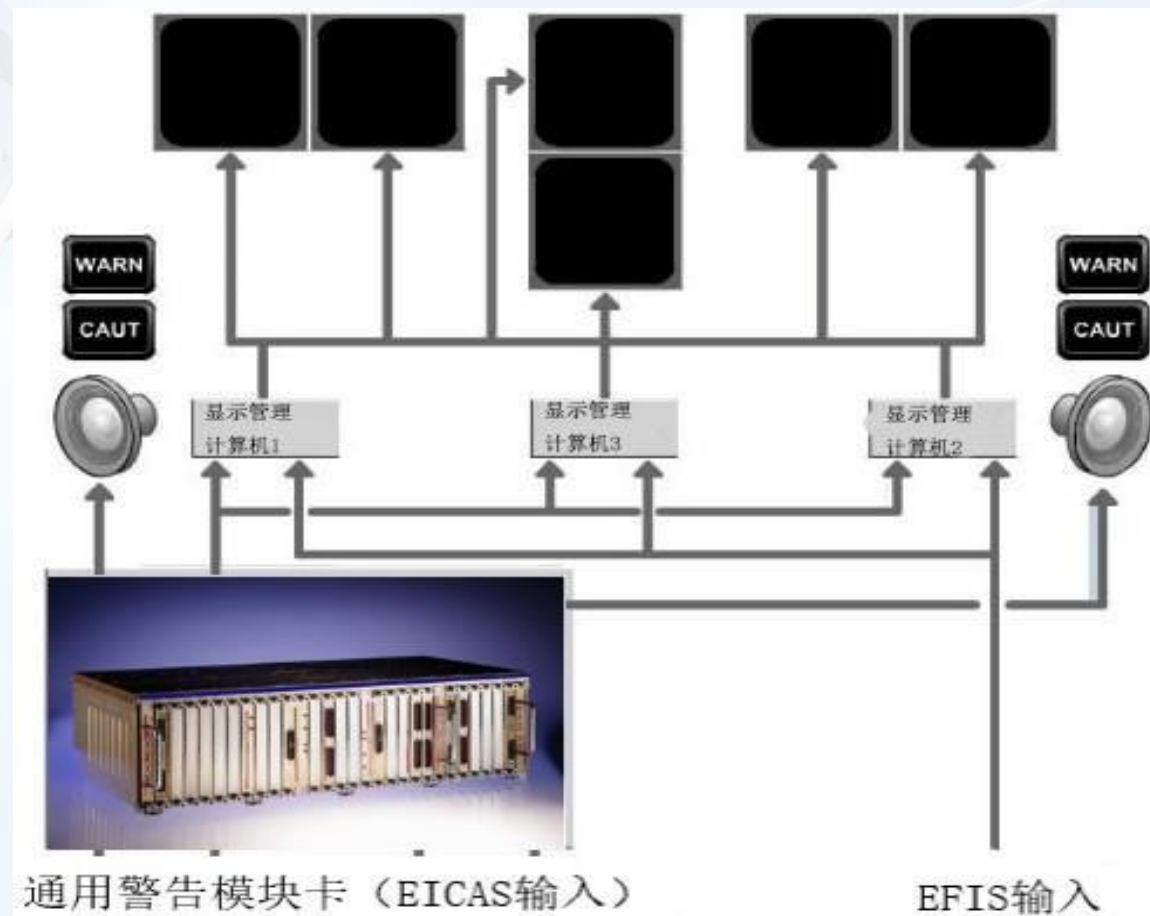 WARN
CAUT
WARN
CAUT
显示管理
计算机1
显示管理
计算机3
显示管理
计算机2
通用警告模块卡（EICAS输入）
EFIS输入